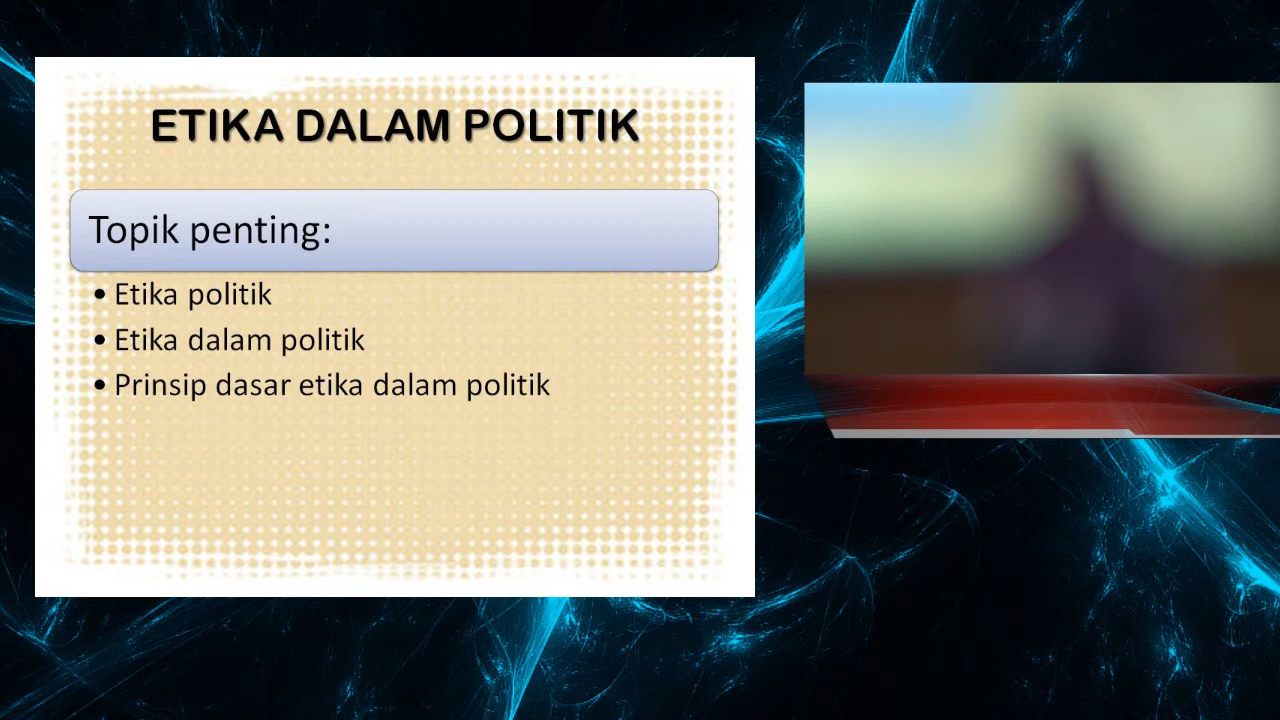 ETIKA DALAM POLITIK
Topik penting:
• Etika politik
• Etika dalam politik
• Prinsip dasar etika dalam politik